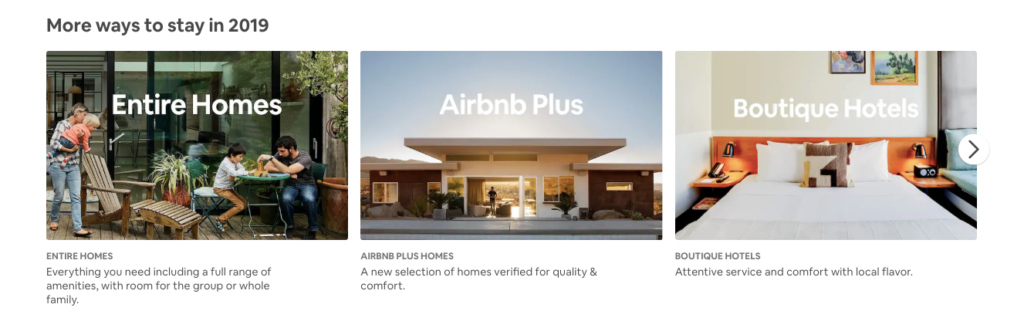 More ways to stay in 2019
Entire Homes
Airbnb Plus
Boutique Hotels
ENTIRE HOMES
Everything you need including a full range of
amenities, with room for the group or whole
family.
AIRBNB PLUS HOMES
A new selection of homes verified for quality &
comfort.
BOUTIQUE HOTELS
Attentive service and comfort with local flavor.